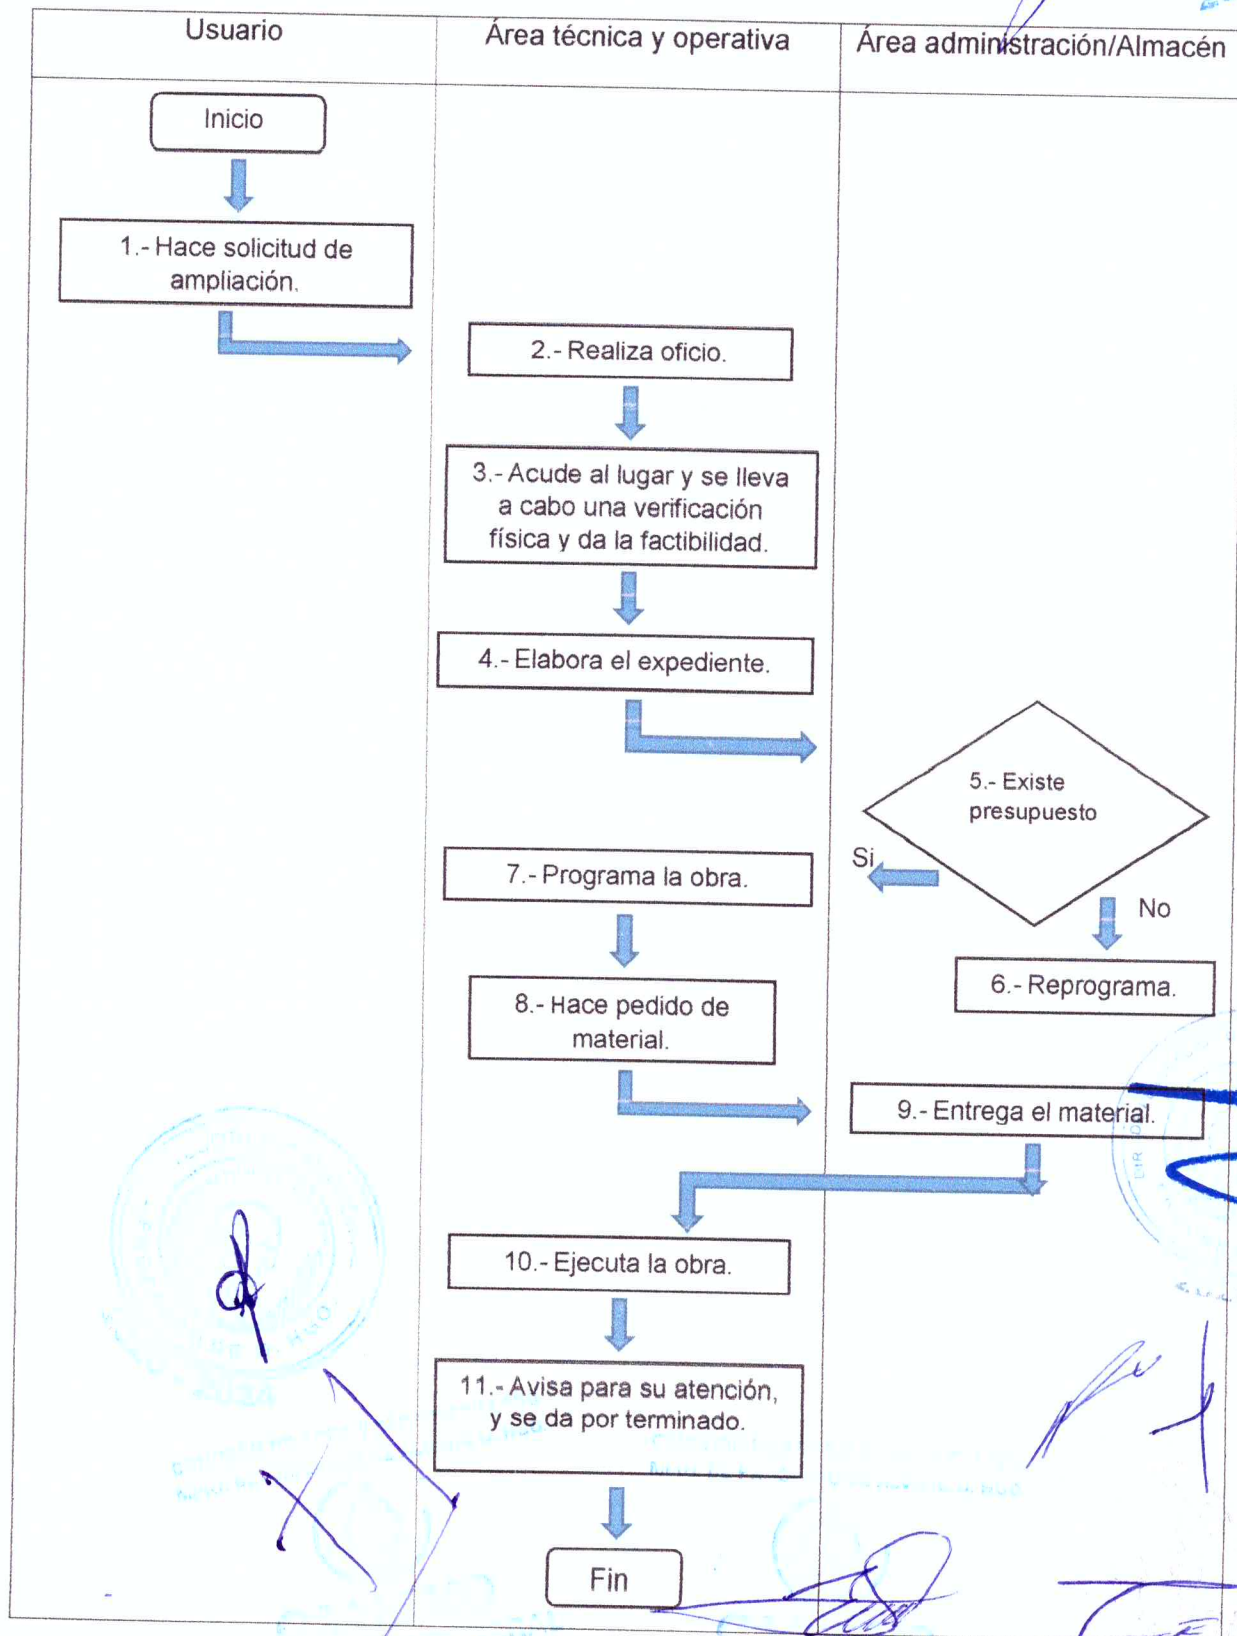 Usuario
Área técnica y operativa
Área administración/Almacén
Inicio
1.- Hace solicitud de
ampliación.
2.- Realiza oficio.
3.- Acude al lugar y se lleva
a cabo una verificación
física y da la factibilidad.
4.- Elabora el expediente.
5.- Existe
presupuesto
Si
No
7.- Programa la obra.
6.- Reprograma.
8.- Hace pedido de
material.
9.- Entrega el material.
10.- Ejecuta la obra.
11.- Avisa para su atención,
y se da por terminado.
Fin